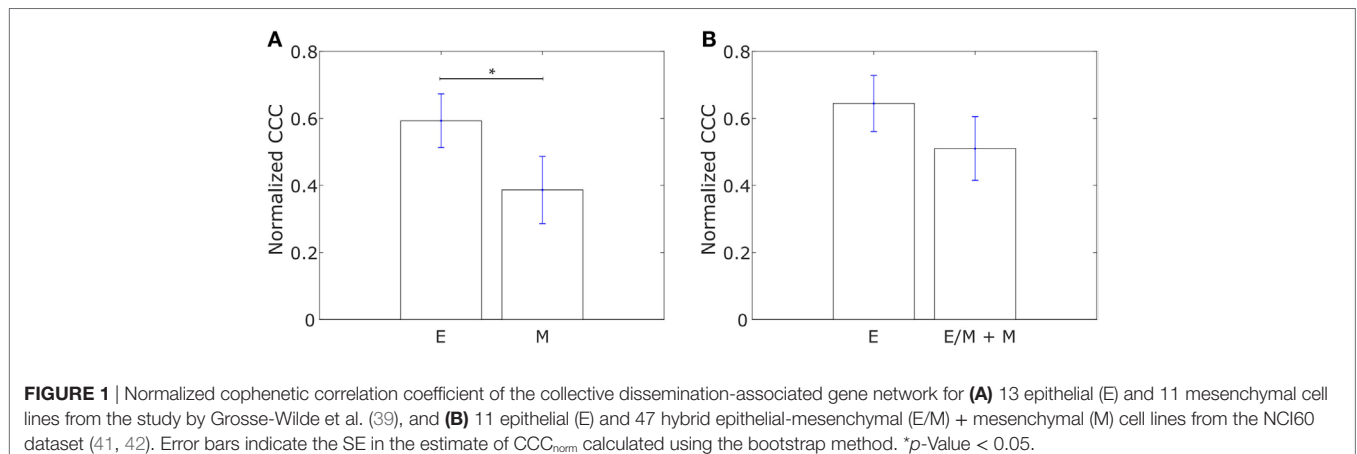 A
0.8
0.6
0.4
0.2
0
Normalized CCC
*
E
M
B
0.8
0.6
0.4
0.2
0
Normalized CCC
E
E/M + M
FIGURE 1 | Normalized cophenetic correlation coefficient of the collective dissemination-associated gene network for (A) 13 epithelial (E) and 11 mesenchymal cell
lines from the study by Grosse-Wilde et al. (39), and (B) 11 epithelial (E) and 47 hybrid epithelial-mesenchymal (E/M) + mesenchymal (M) cell lines from the NCI60
dataset (41, 42). Error bars indicate the SE in the estimate of CCCnorm calculated using the bootstrap method. *p-Value < 0.05.